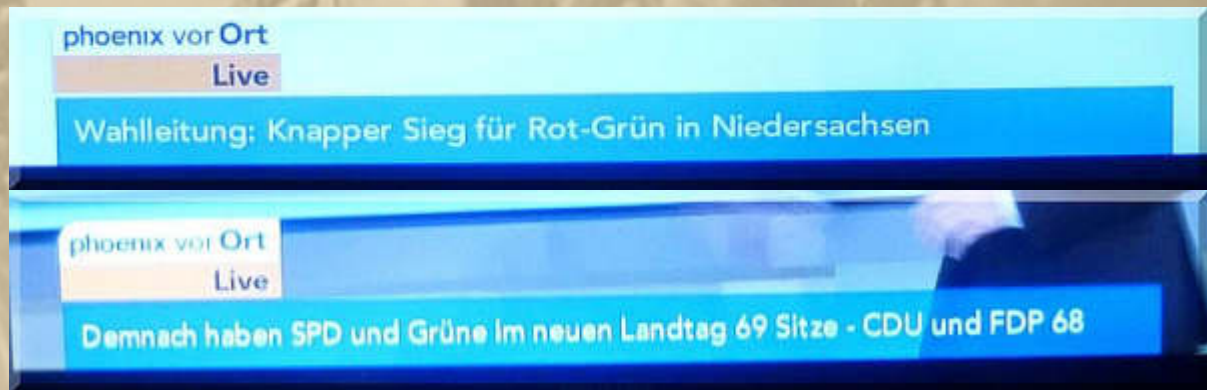 phoenix vor Ort
Live
Wahlleitung: Knapper Sieg für Rot-Grün in Niedersachsen
phoenix vor Ort
Live
Demnach haben SPD und Grüne im neuen Landtag 69 Sitze - CDU und FDP 68